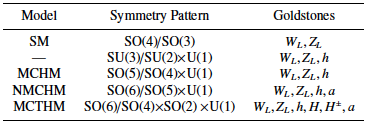 Model Symmetry Pattern Goldstones
SM SO(4)/SO(3) W_L, Z_L
— SU(3)/SU(2)×U(1) W_L, Z_L, h
MCHM SO(5)/SO(4)×U(1) W_L, Z_L, h
NMCHM SO(6)/SO(5)×U(1) W_L, Z_L, h, a
MCTHM SO(6)/SO(4)×SO(2) ×U(1) W_L, Z_L, h, H, H^±, a